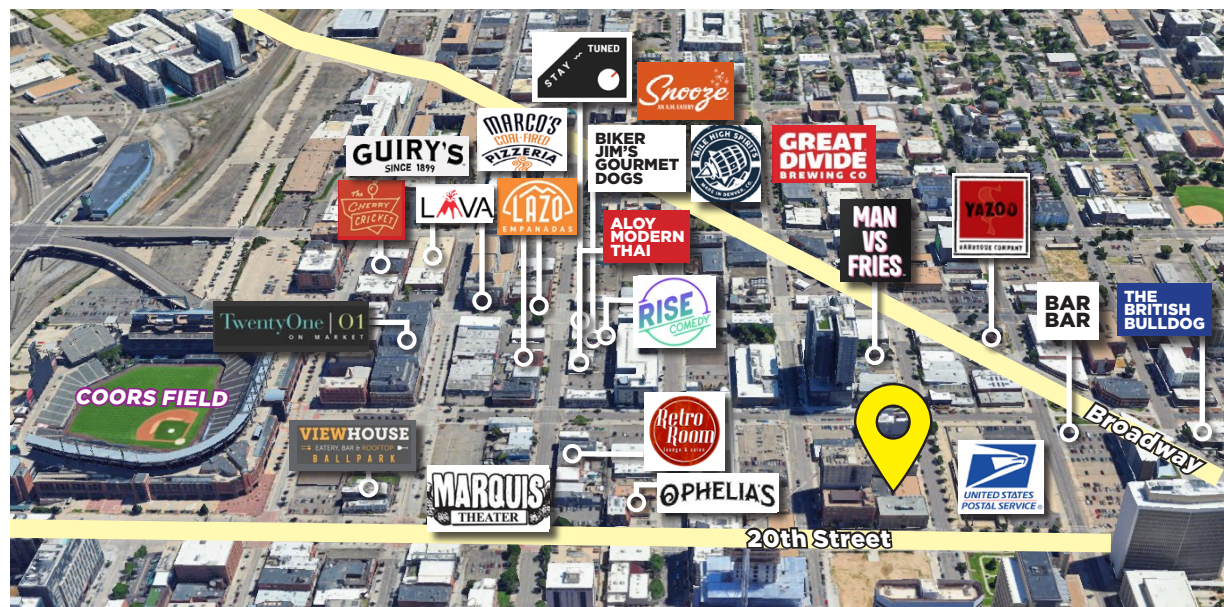 STAY
TUNED
Snooze
AN A.M. EATERY
MARCO'S
COAL-FIRED
PIZZERIA
GUIRY'S
SINCE 1899
BIKER
JIM'S
GOURMET
DOGS
MILE HIGH SPIRITS
MADE IN DENVER, CO
GREAT
DIVIDE
BREWING CO
The
CHERRY
CRICKET
LAVA
LAZO
EMPANADAS
ALOY
MODERN
THAI
MAN
VS
FRIES
YAZOO
BARBEQUE COMPANY
RISE
COMEDY
TwentyOne | 01
ON MARKET
BAR
BAR
THE
BRITISH
BULLDOG
COORS FIELD
VIEWHOUSE
EATERY, BAR & ROOFTOP
BALLPARK
Retro
Room
lounge & eatery
Broadway
MARQUIS
THEATER
OPHELIA'S
UNITED STATES
POSTAL SERVICE®
20th Street